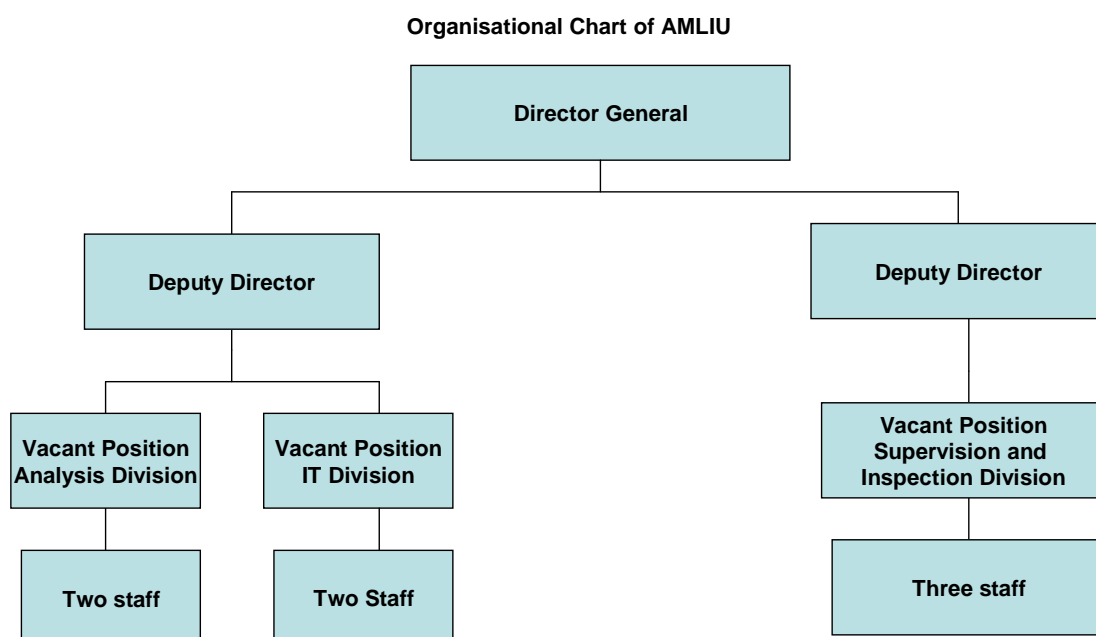 Organisational Chart of AMLIU
Director General
Deputy Director
Deputy Director
Vacant Position
Analysis Division
Vacant Position
IT Division
Vacant Position
Supervision and
Inspection Division
Two staff
Two Staff
Three staff